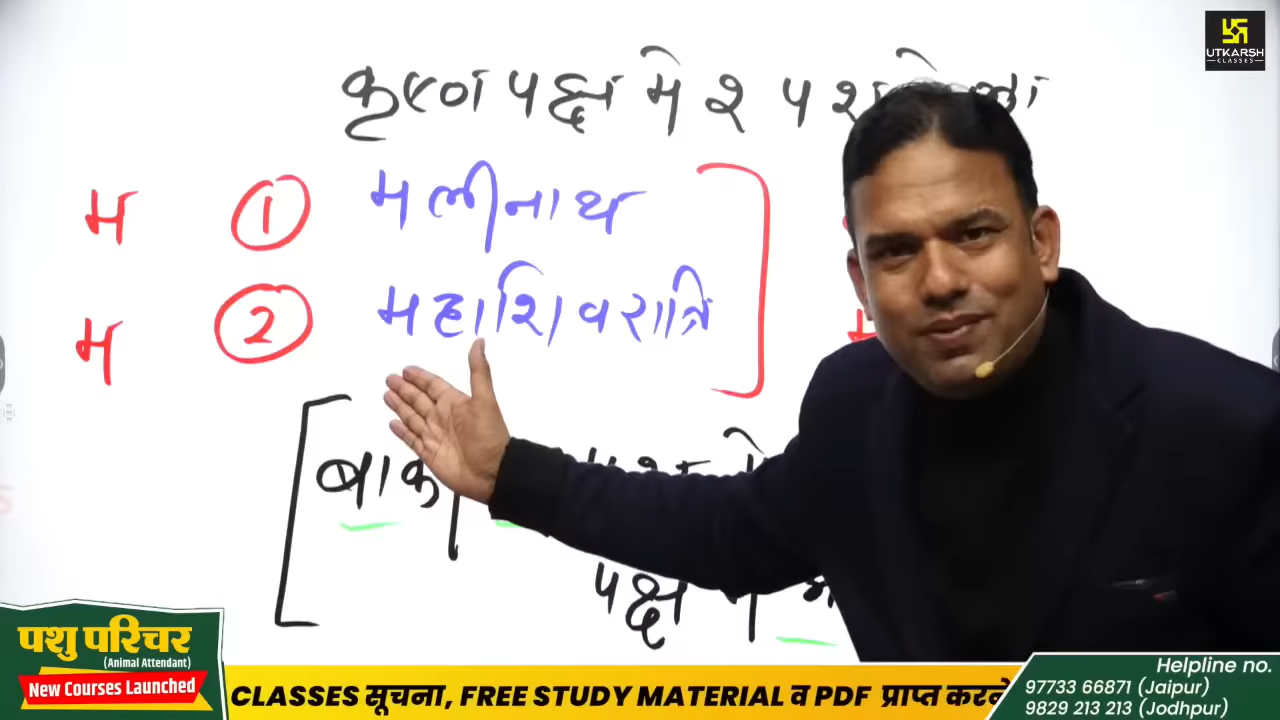 UTKARSH
CLASSES
कृष्ण पक्ष मे 2 पशु
म ① मलीनाथ
म ② महाशिवरात्रि
बाकी
पक्ष में
पशु परिचर
(Animal Attendant)
New Courses Launched
CLASSES सूचना, FREE STUDY MATERIAL व PDF प्राप्त करने
Helpline no.
97733 66871 (Jaipur)
9829 213 213 (Jodhpur)